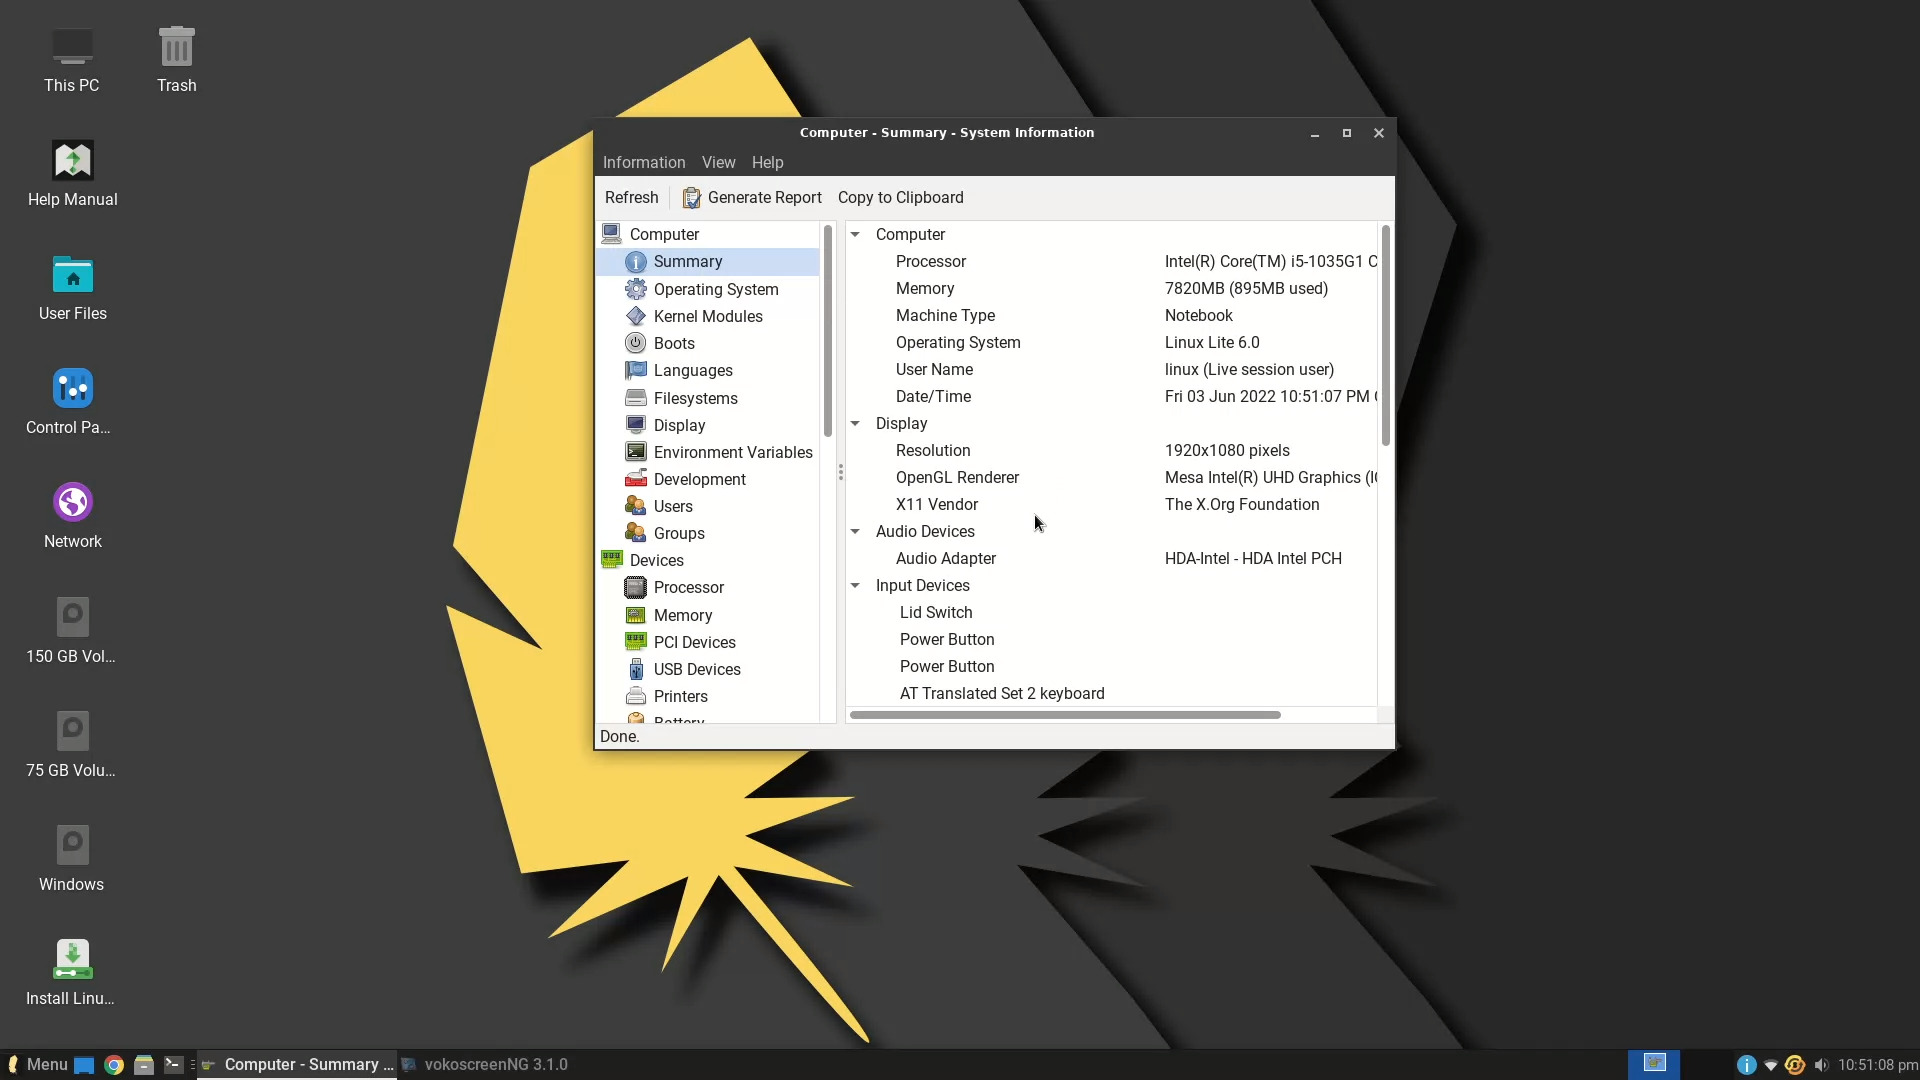 This PC
Trash
Help Manual
User Files
Control Pa...
Network
150 GB Vol...
75 GB Volu...
Windows
Install Linu...
Computer - Summary - System Information
Information View Help
Refresh Generate Report Copy to Clipboard
Computer
Summary
Operating System
Kernel Modules
Boots
Languages
Filesystems
Display
Environment Variables
Development
Users
Groups
Devices
Processor
Memory
PCI Devices
USB Devices
Printers
Battery
Computer
Processor Intel(R) Core(TM) i5-1035G1 C
Memory 7820MB (895MB used)
Machine Type Notebook
Operating System Linux Lite 6.0
User Name linux (Live session user)
Date/Time Fri 03 Jun 2022 10:51:07 PM
Display
Resolution 1920x1080 pixels
OpenGL Renderer Mesa Intel(R) UHD Graphics
X11 Vendor The X.Org Foundation
Audio Devices
Audio Adapter HDA-Intel - HDA Intel PCH
Input Devices
Lid Switch
Power Button
Power Button
AT Translated Set 2 keyboard
Done.
Menu Computer - Summary ... vokoscreenNG 3.1.0 10:51:08 pm